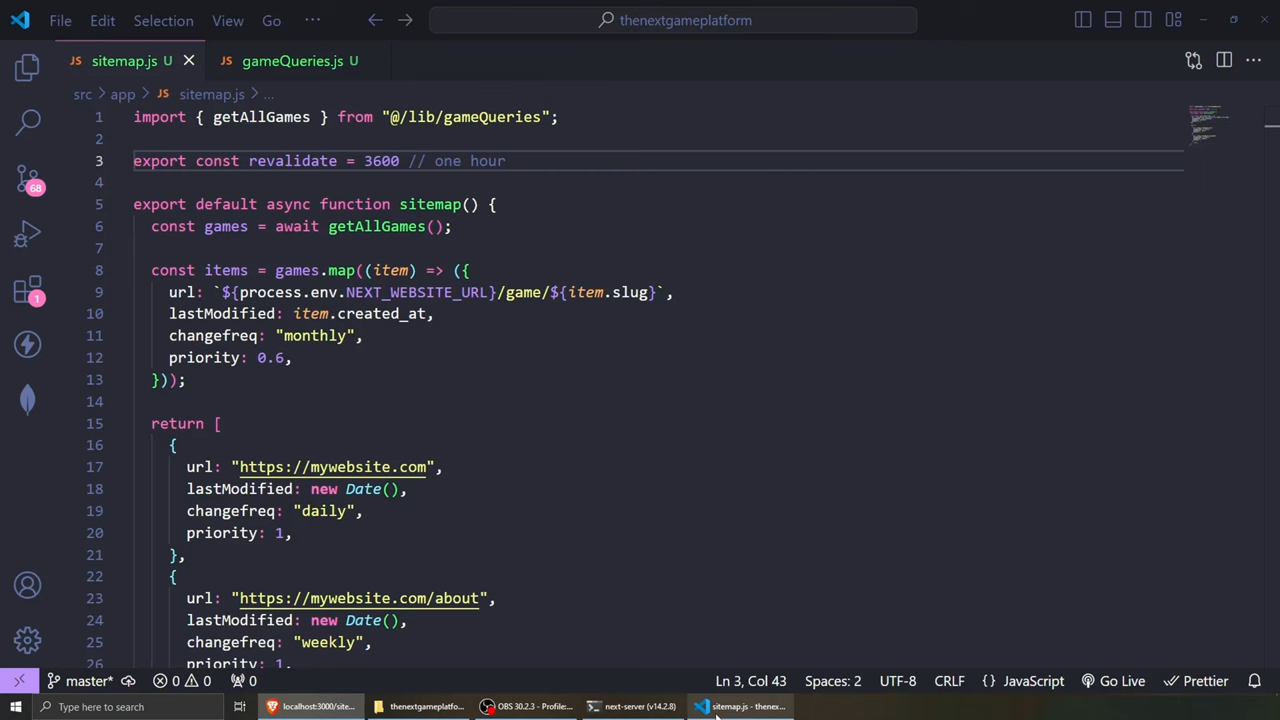 File Edit Selection View Go ··· thenextgameplatform
JS sitemap.js U JS gameQueries.js U
src > app > JS sitemap.js > ...
1 import { getAllGames } from "@/lib/gameQueries";
2
3 export const revalidate = 3600 // one hour
4
5 export default async function sitemap() {
6 const games = await getAllGames();
7
8 const items = games.map((item) => ({
9 url: `${process.env.NEXT_WEBSITE_URL}/game/${item.slug}`,
10 lastModified: item.created_at,
11 changefreq: "monthly",
12 priority: 0.6,
13 }));
14
15 return [
16 {
17 url: "https://mywebsite.com",
18 lastModified: new Date(),
19 changefreq: "daily",
20 priority: 1,
21 },
22 {
23 url: "https://mywebsite.com/about",
24 lastModified: new Date(),
25 changefreq: "weekly",
26 priority: 1,
68
1
master* 0 0 0 Ln 3, Col 43 Spaces: 2 UTF-8 CRLF {} JavaScript Go Live Prettier
Type here to search localhost:3000/site... thenextgameplatfo... OBS 30.2.3 - Profile:... next-server (v14.2.8) sitemap.js - thenex...